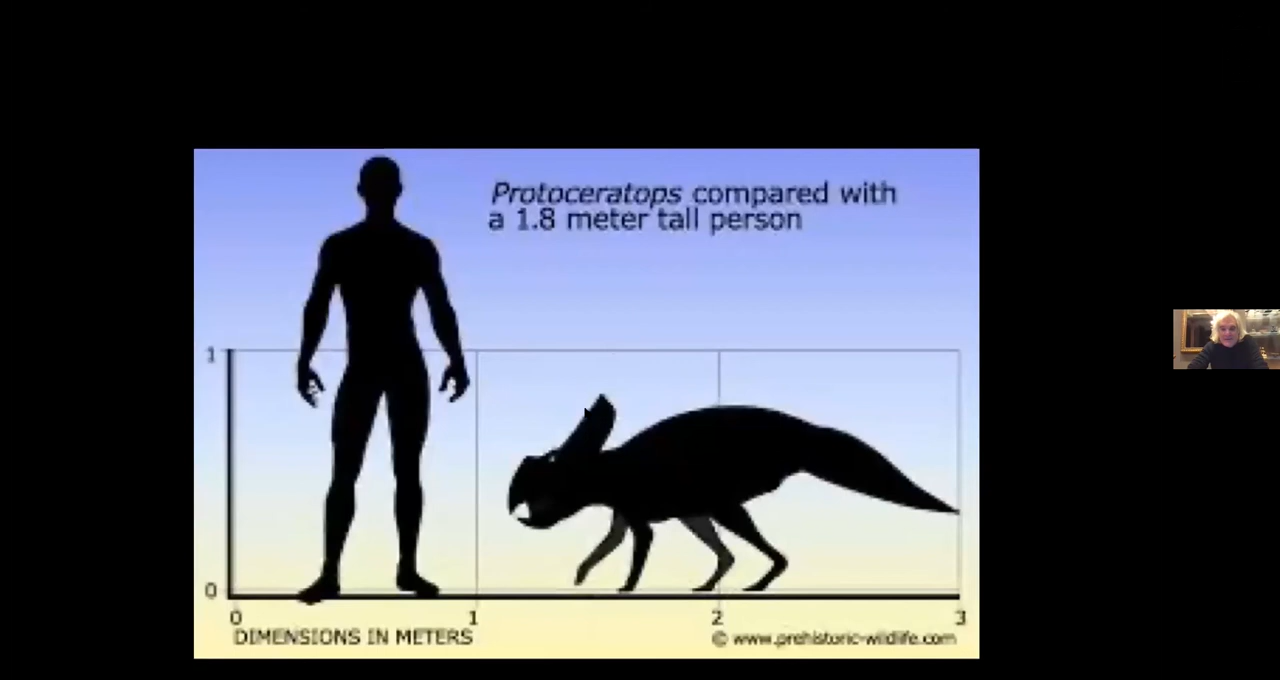 Protoceratops compared with
a 1.8 meter tall person
1
0
0 1 2 3
DIMENSIONS IN METERS © www.prehistoric-wildlife.com